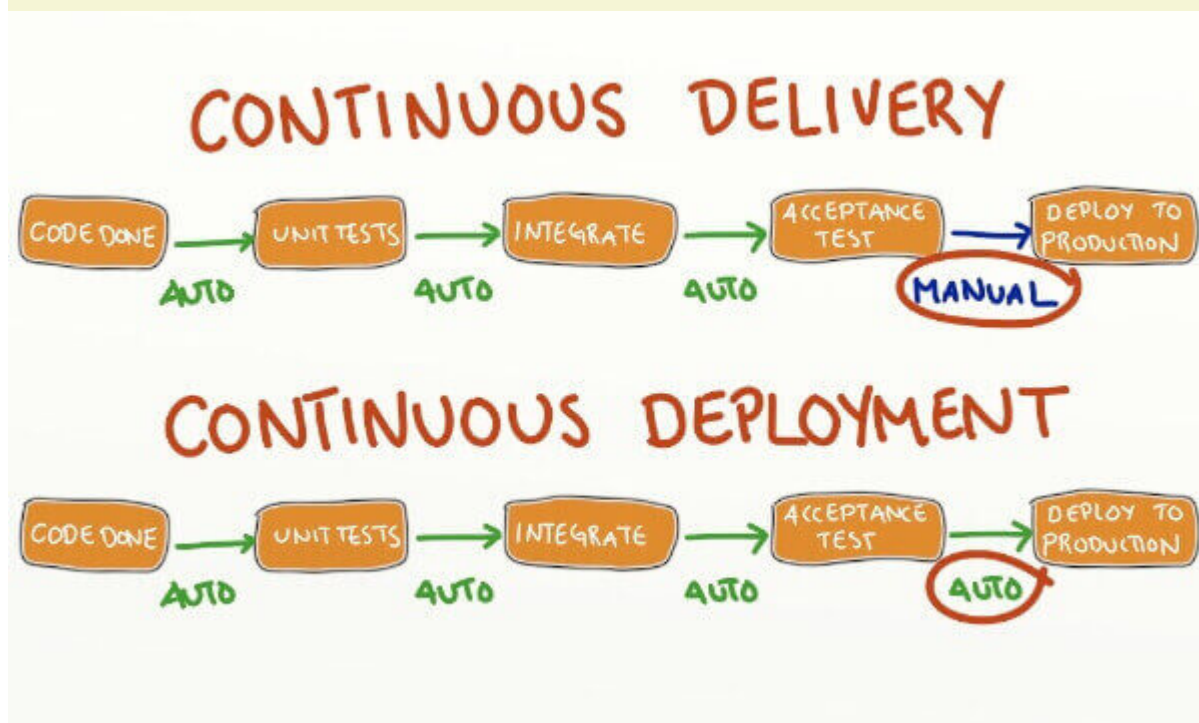 CONTINUOUS DELIVERY
CODE DONE
UNIT TESTS
INTEGRATE
ACCEPTANCE
TEST
DEPLOY TO
PRODUCTION
AUTO
AUTO
AUTO
MANUAL
CONTINUOUS DEPLOYMENT
CODE DONE
UNIT TESTS
INTEGRATE
ACCEPTANCE
TEST
DEPLOY TO
PRODUCTION
AUTO
AUTO
AUTO
AUTO